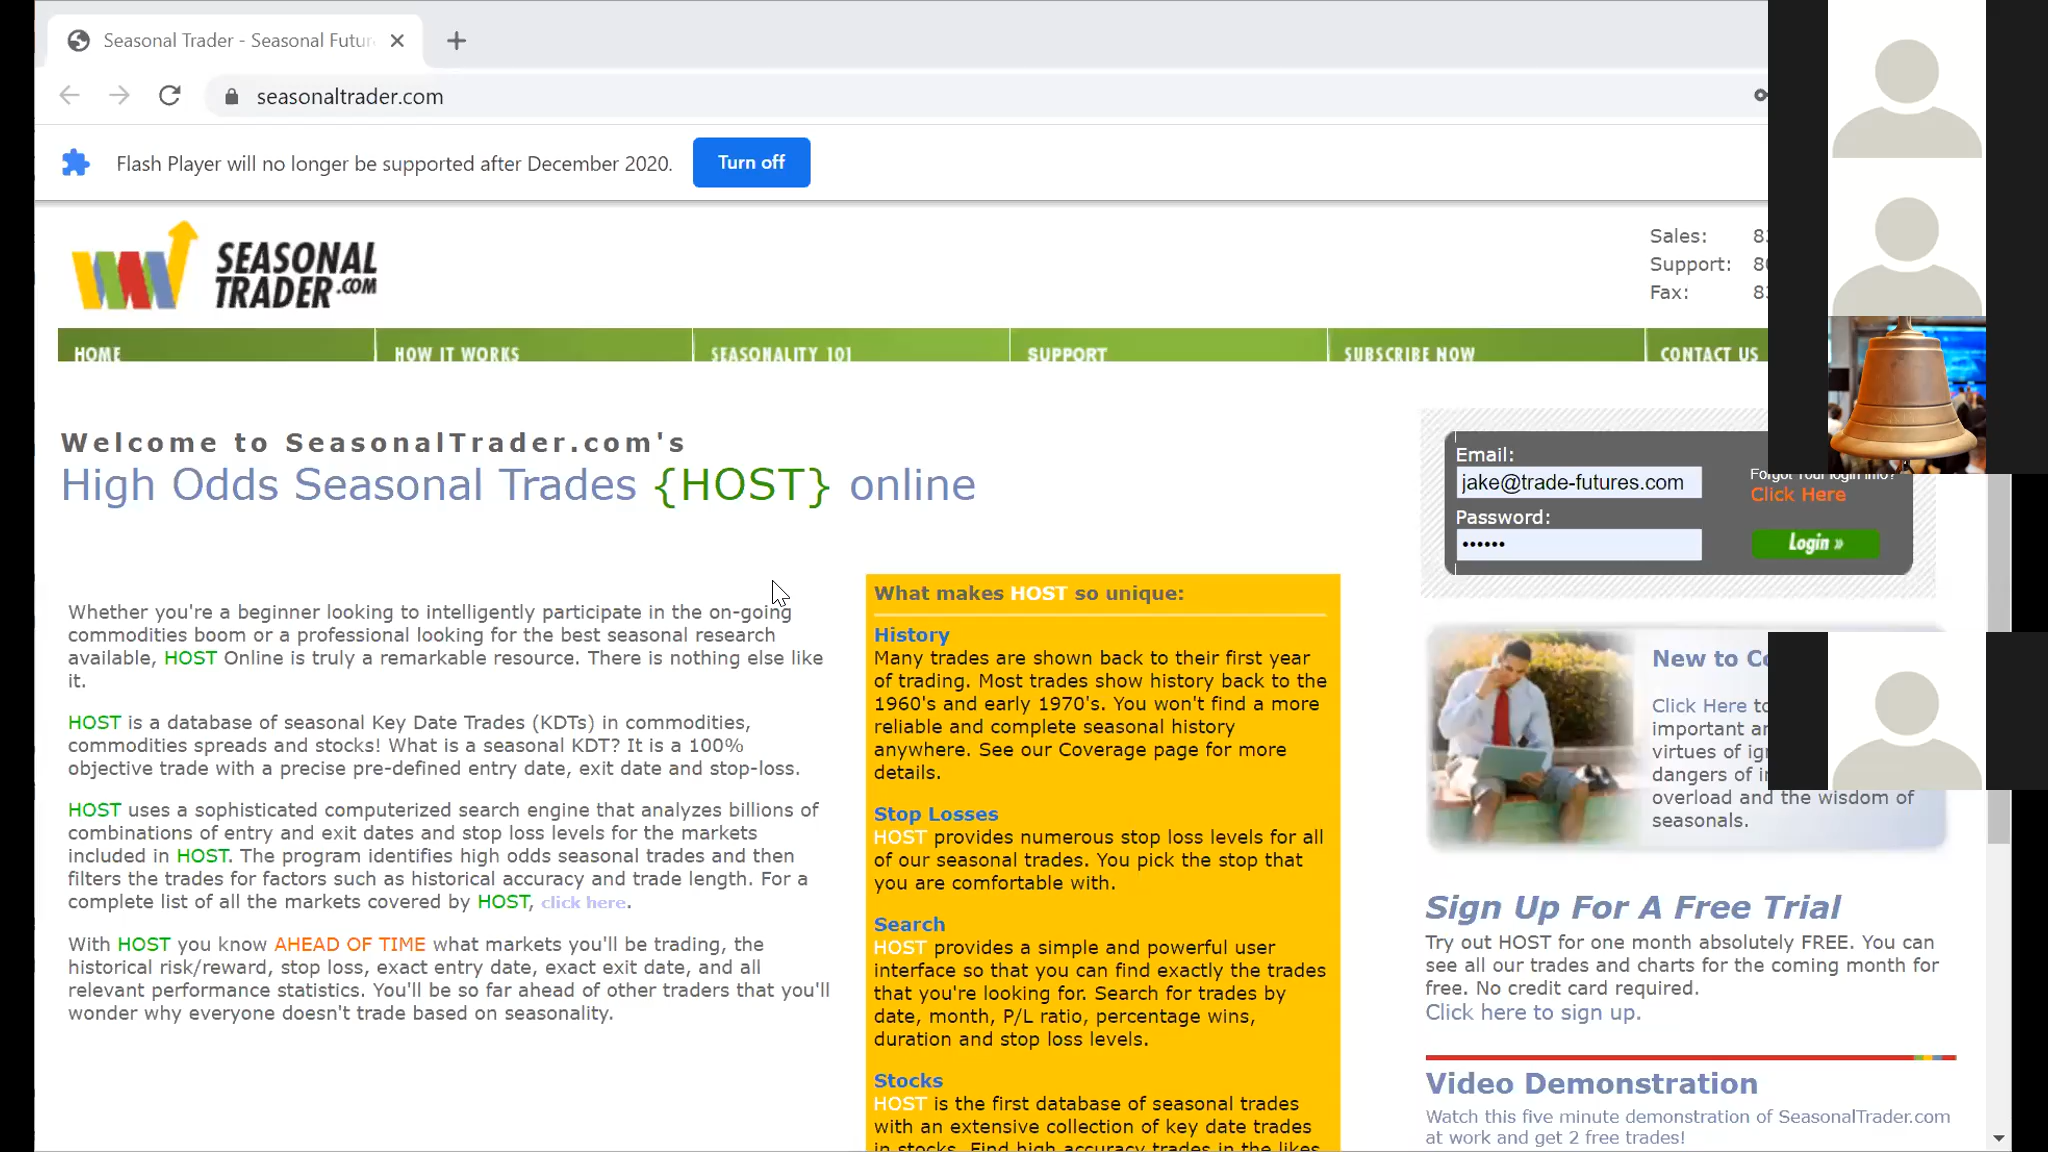 Seasonal Trader - Seasonal Futur
seasonaltrader.com
Flash Player will no longer be supported after December 2020.
Turn off
SEASONAL
TRADER.COM
Sales:
Support:
Fax:
HOME
HOW IT WORKS
SEASONALITY 101
SUPPORT
SUBSCRIBE NOW
CONTACT US
Welcome to SeasonalTrader.com's
High Odds Seasonal Trades {HOST} online
Whether you're a beginner looking to intelligently participate in the on-going
commodities boom or a professional looking for the best seasonal research
available, HOST Online is truly a remarkable resource. There is nothing else like
it.
HOST is a database of seasonal Key Date Trades (KDTs) in commodities,
commodities spreads and stocks! What is a seasonal KDT? It is a 100%
objective trade with a precise pre-defined entry date, exit date and stop-loss.
HOST uses a sophisticated computerized search engine that analyzes billions of
combinations of entry and exit dates and stop loss levels for the markets
included in HOST. The program identifies high odds seasonal trades and then
filters the trades for factors such as historical accuracy and trade length. For a
complete list of all the markets covered by HOST, click here.
With HOST you know AHEAD OF TIME what markets you'll be trading, the
historical risk/reward, stop loss, exact entry date, exact exit date, and all
relevant performance statistics. You'll be so far ahead of other traders that you'll
wonder why everyone doesn't trade based on seasonality.
What makes HOST so unique:
History
Many trades are shown back to their first year
of trading. Most trades show history back to the
1960's and early 1970's. You won't find a more
reliable and complete seasonal history
anywhere. See our Coverage page for more
details.
Stop Losses
HOST provides numerous stop loss levels for all
of our seasonal trades. You pick the stop that
you are comfortable with.
Search
HOST provides a simple and powerful user
interface so that you can find exactly the trades
that you're looking for. Search for trades by
date, month, P/L ratio, percentage wins,
duration and stop loss levels.
Stocks
HOST is the first database of seasonal trades
with an extensive collection of key date trades
in stocks. Find high accuracy trades in the likes
Email:
jake@trade-futures.com
Forgot Your login info?
Click Here
Password:
••••••
Login »
New to
Click Here
important
virtues of
dangers of
overload and the wisdom of
seasonals.
Sign Up For A Free Trial
Try out HOST for one month absolutely FREE. You can
see all our trades and charts for the coming month for
free. No credit card required.
Click here to sign up.
Video Demonstration
Watch this five minute demonstration of SeasonalTrader.com
at work and get 2 free trades!